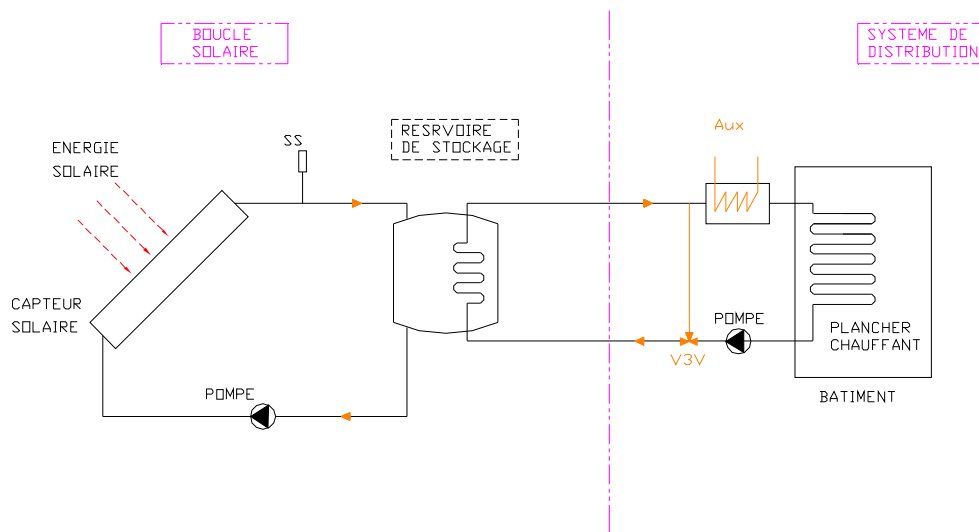 BOUCLE
SOLAIRE
SYSTEME DE
DISTRIBUTION
Aux
SS
RESRVOIRE
DE STOCKAGE
ENERGIE
SOLAIRE
CAPTEUR
SOLAIRE
POMPE
V3V
PLANCHER
CHAUFFANT
POMPE
BATIMENT